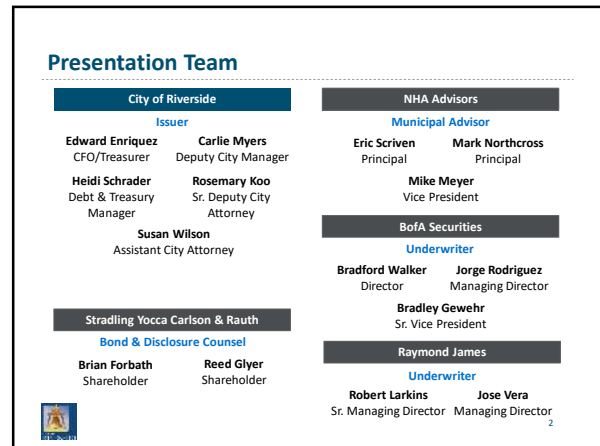 Presentation Team
City of Riverside
Issuer
Edward Enriquez
CFO/Treasurer
Carlie Myers
Deputy City Manager
Heidi Schrader
Debt & Treasury
Manager
Rosemary Koo
Sr. Deputy City
Attorney
Susan Wilson
Assistant City Attorney
Stradling Yocca Carlson & Rauth
Bond & Disclosure Counsel
Brian Forbath
Shareholder
Reed Glyer
Shareholder
NHA Advisors
Municipal Advisor
Eric Scriven
Principal
Mark Northcross
Principal
Mike Meyer
Vice President
BofA Securities
Underwriter
Bradford Walker
Director
Jorge Rodriguez
Managing Director
Bradley Gewehr
Sr. Vice President
Raymond James
Underwriter
Robert Larkins
Sr. Managing Director
Jose Vera
Managing Director
2